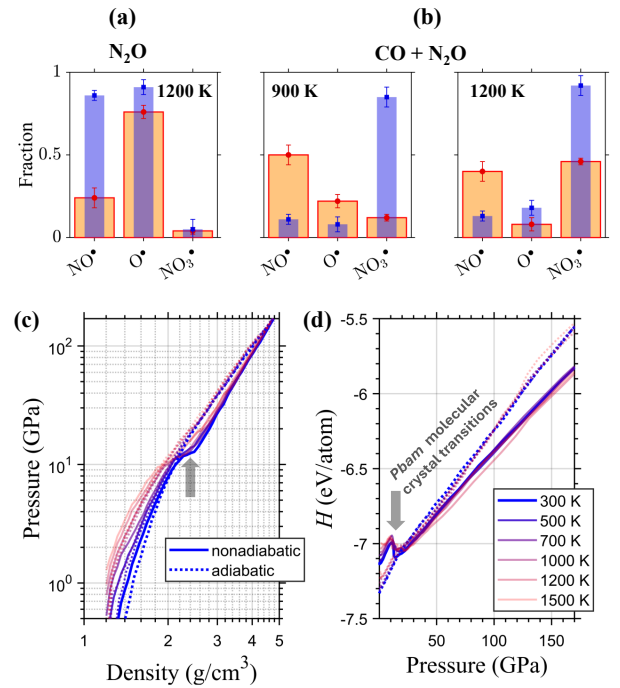 (a)
(b)
N₂O
CO + N₂O
Fraction
1
0.5
0
1200 K
900 K
1200 K
NO•
O•
NO₃•
NO•
O•
NO₃•
NO•
O•
NO₃•
(c)
(d)
Pressure (GPa)
10²
10¹
10⁰
nonadiabatic
adiabatic
1
2
3
4
5
Density (g/cm³)
H (eV/atom)
-5.5
-6
-6.5
-7
-7.5
Pbam molecular
crystal transitions
300 K
500 K
700 K
1000 K
1200 K
1500 K
50
100
150
Pressure (GPa)